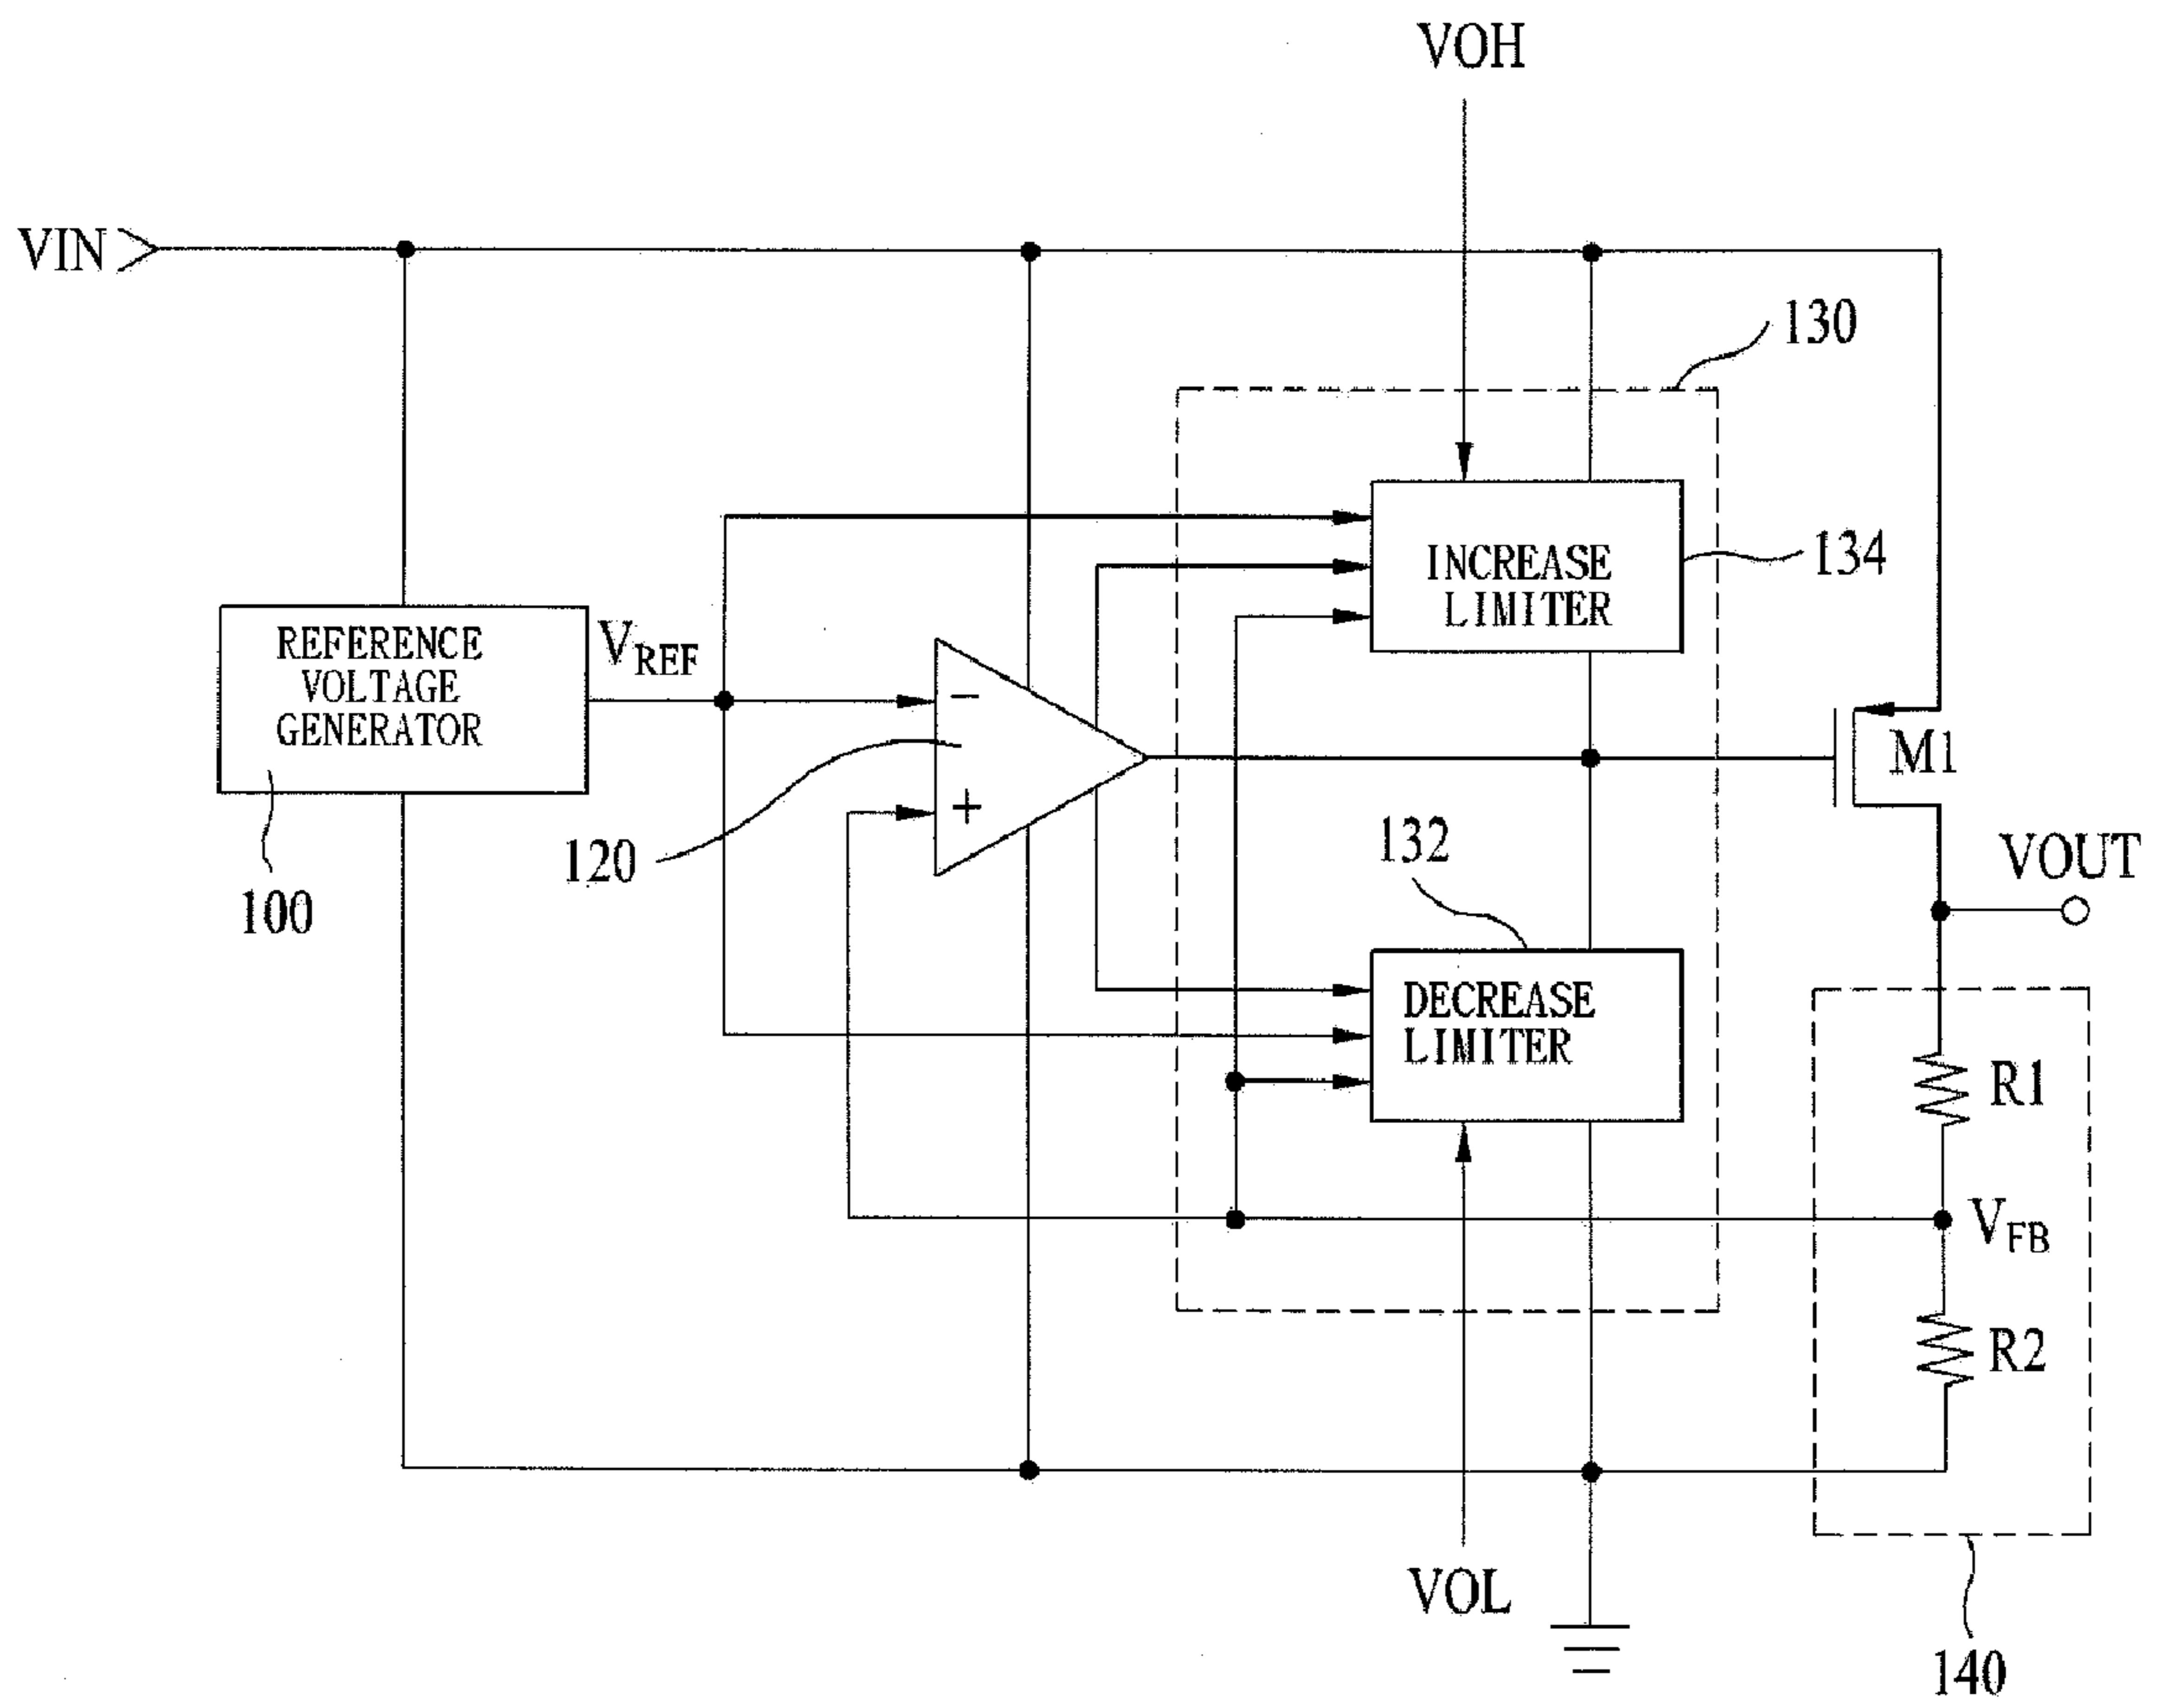 VOH
VIN
130
INCREASE
LIMITER
134
REFERENCE
VOLTAGE
GENERATOR
VREF
−
+
M1
120
100
132
VOUT
DECREASE
LIMITER
R1
VFB
R2
VOL
140